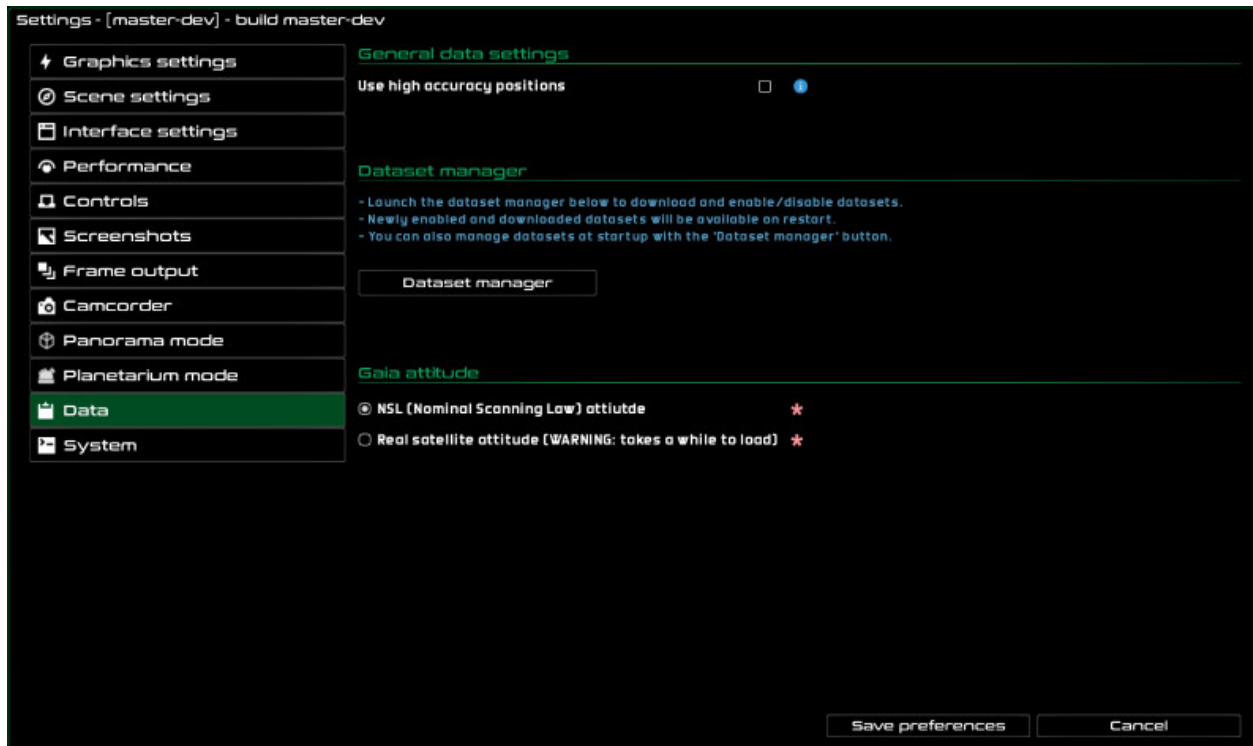 Settings - [master-dev] - build master-dev
Graphics settings
Scene settings
Interface settings
Performance
Controls
Screenshots
Frame output
Camcorder
Panorama mode
Planetarium mode
Data
System
General data settings
Use high accuracy positions
Dataset manager
- Launch the dataset manager below to download and enable/disable datasets.
- Newly enabled and downloaded datasets will be available on restart.
- You can also manage datasets at startup with the 'Dataset manager' button.
Dataset manager
Gaia attitude
NSL (Nominal Scanning Law) attiutde *
Real satellite attitude (WARNING: takes a while to load) *
Save preferences
Cancel